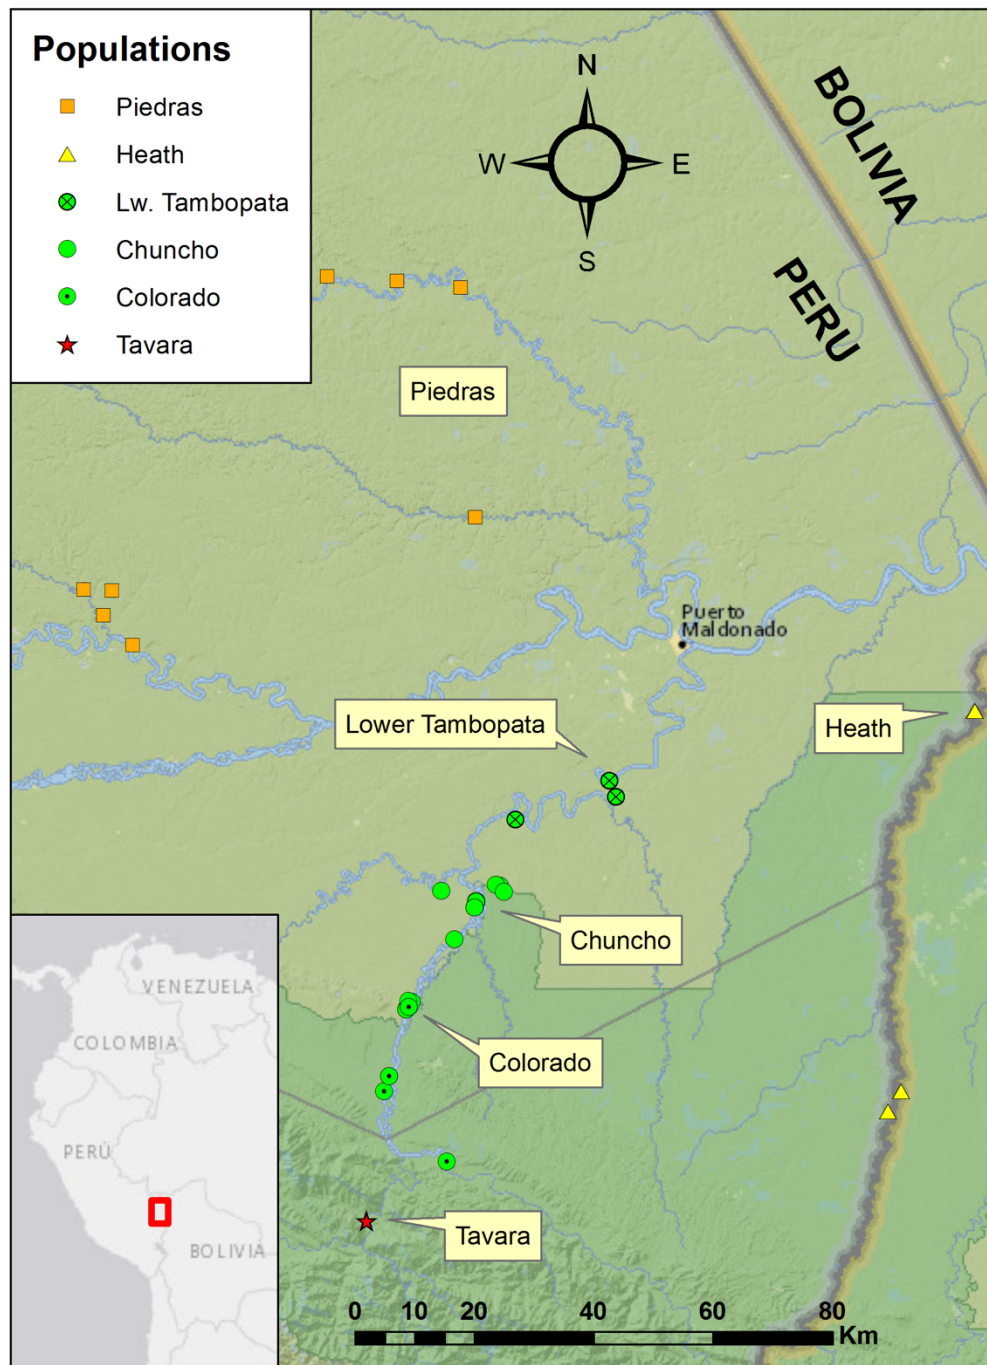 Populations
Piedras
Heath
Lw. Tambopata
Chuncho
Colorado
Tavara
N
W
E
S
BOLIVIA
PERU
Piedras
Puerto
Maldonado
Lower Tambopata
Heath
Chuncho
Colorado
Tavara
VENEZUELA
COLOMBIA
PERÙ
BOLIVIA
0 10 20 40 60 80
Km